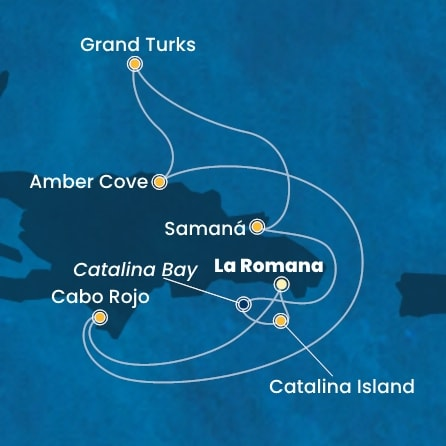 Grand Turks
Amber Cove
Samaná
La Romana
Catalina Bay
Cabo Rojo
Catalina Island